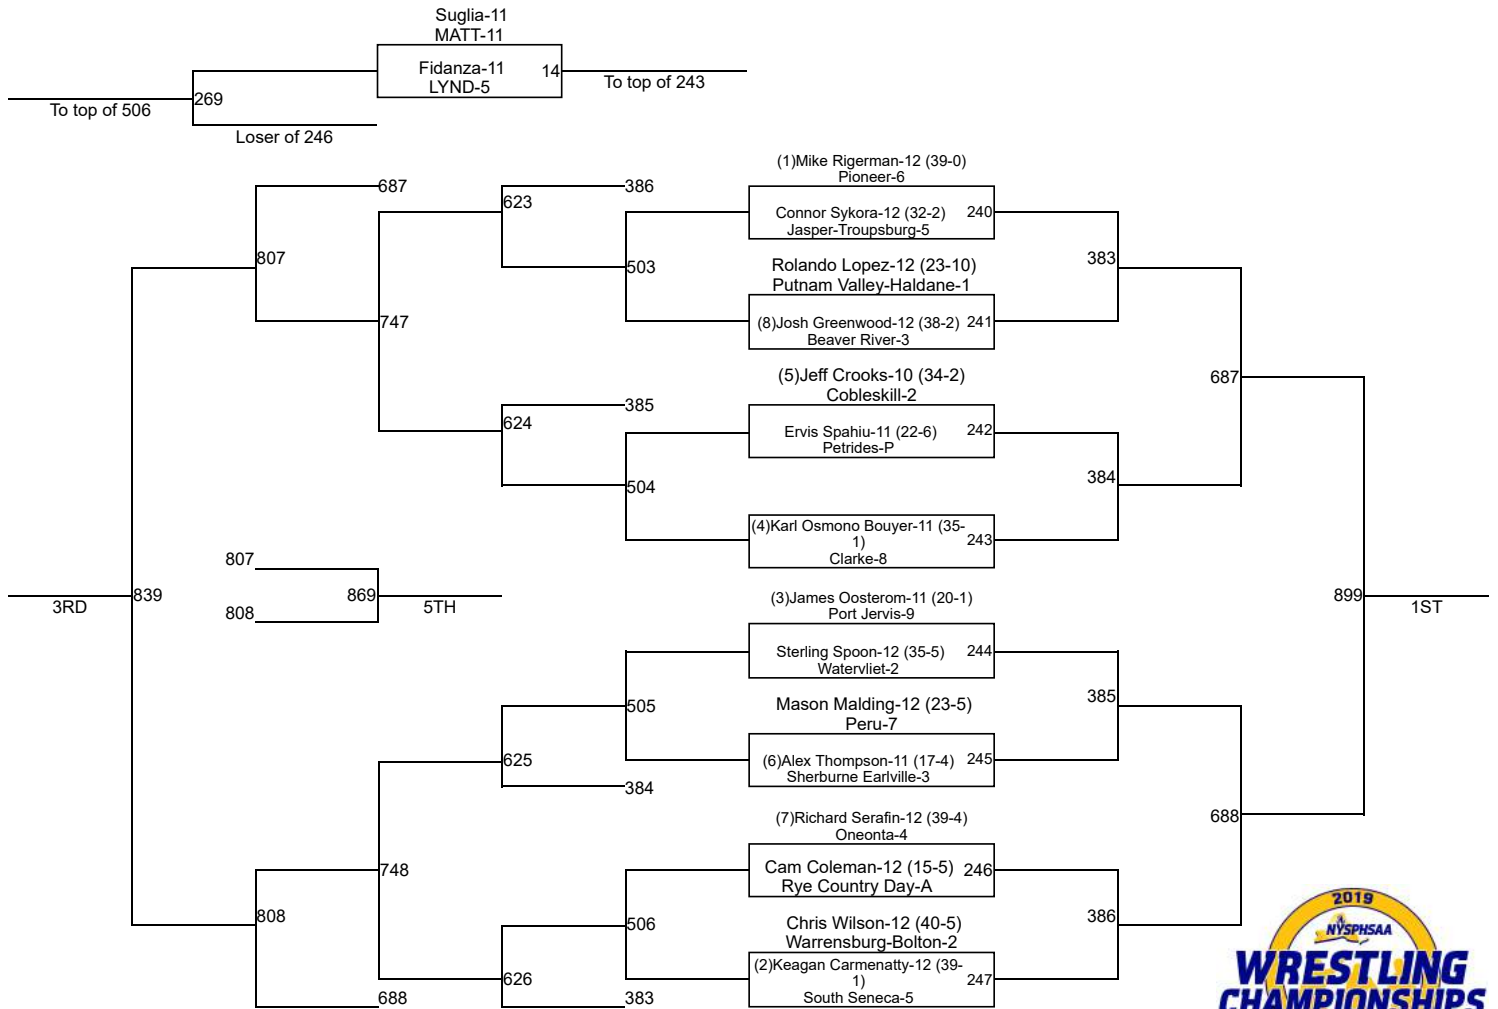 Suglia-11
MATT-11
Fidanza-11
14
LYND-5
To top of 243
269
To top of 506
Loser of 246
(1)Mike Rigerman-12 (39-0)
Pioneer-6
687
386
623
Connor Sykora-12 (32-2)
240
Jasper-Troupsburg-5
807
503
383
Rolando Lopez-12 (23-10)
Putnam Valley-Haldane-1
747
(8)Josh Greenwood-12 (38-2)
241
Beaver River-3
(5)Jeff Crooks-10 (34-2)
Cobleskill-2
687
385
624
Ervis Spahiu-11 (22-6)
242
Petrides-P
504
384
(4)Karl Osmono Bouyer-11 (35-
1)
243
Clarke-8
807
839
3RD
869
5TH
808
(3)James Oosterom-11 (20-1)
Port Jervis-9
899
1ST
Sterling Spoon-12 (35-5)
244
Watervliet-2
505
385
Mason Malding-12 (23-5)
Peru-7
625
(6)Alex Thompson-11 (17-4)
245
Sherburne Earlville-3
384
(7)Richard Serafin-12 (39-4)
Oneonta-4
688
748
Cam Coleman-12 (15-5)
246
Rye Country Day-A
808
506
386
Chris Wilson-12 (40-5)
Warrensburg-Bolton-2
626
(2)Keagan Carmenatty-12 (39-
1)
247
South Seneca-5
688
383
2019
NYSPHSAA
WRESTLING
CHAMPIONSHIPS